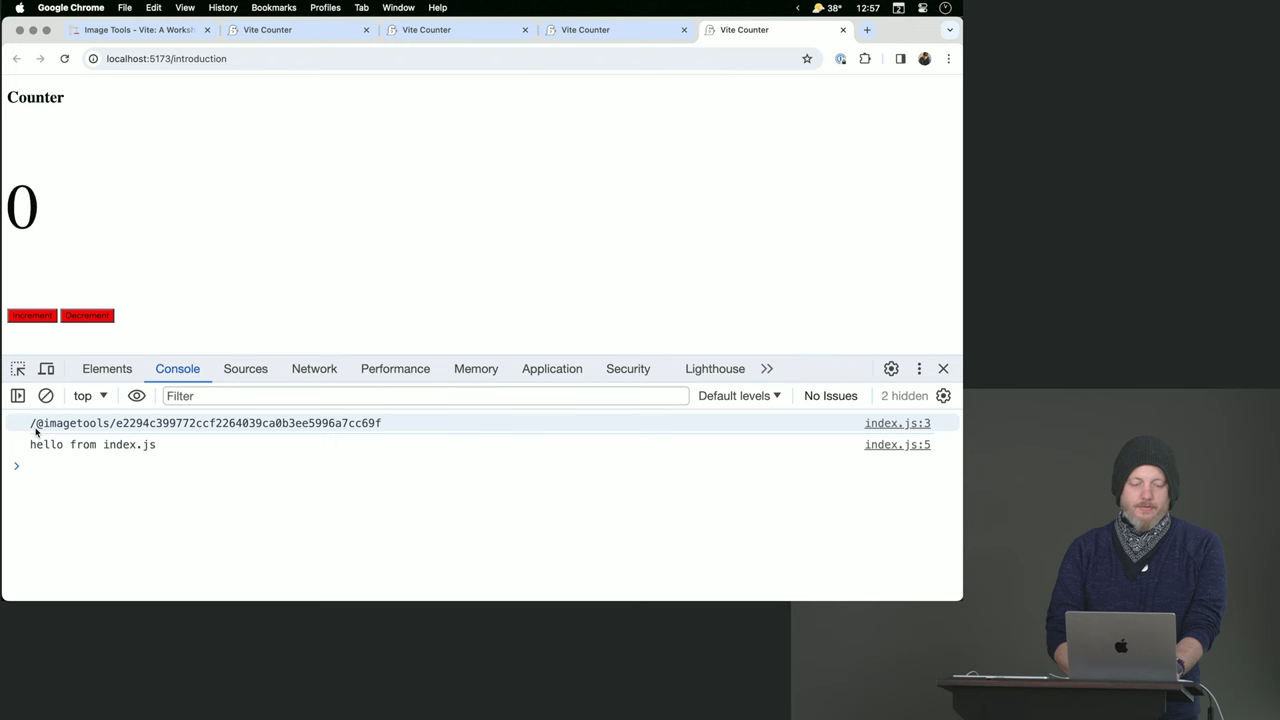 Google Chrome File Edit View History Bookmarks Profiles Tab Window Help 38° 12:57
Image Tools - Vite: A Worksh Vite Counter Vite Counter Vite Counter Vite Counter
localhost:5173/introduction
Counter
0
Increment Decrement
Elements Console Sources Network Performance Memory Application Security Lighthouse
top Filter Default levels No Issues 2 hidden
/@imagetools/e2294c399772ccf2264039ca0b3ee5996a7cc69f index.js:3
hello from index.js index.js:5